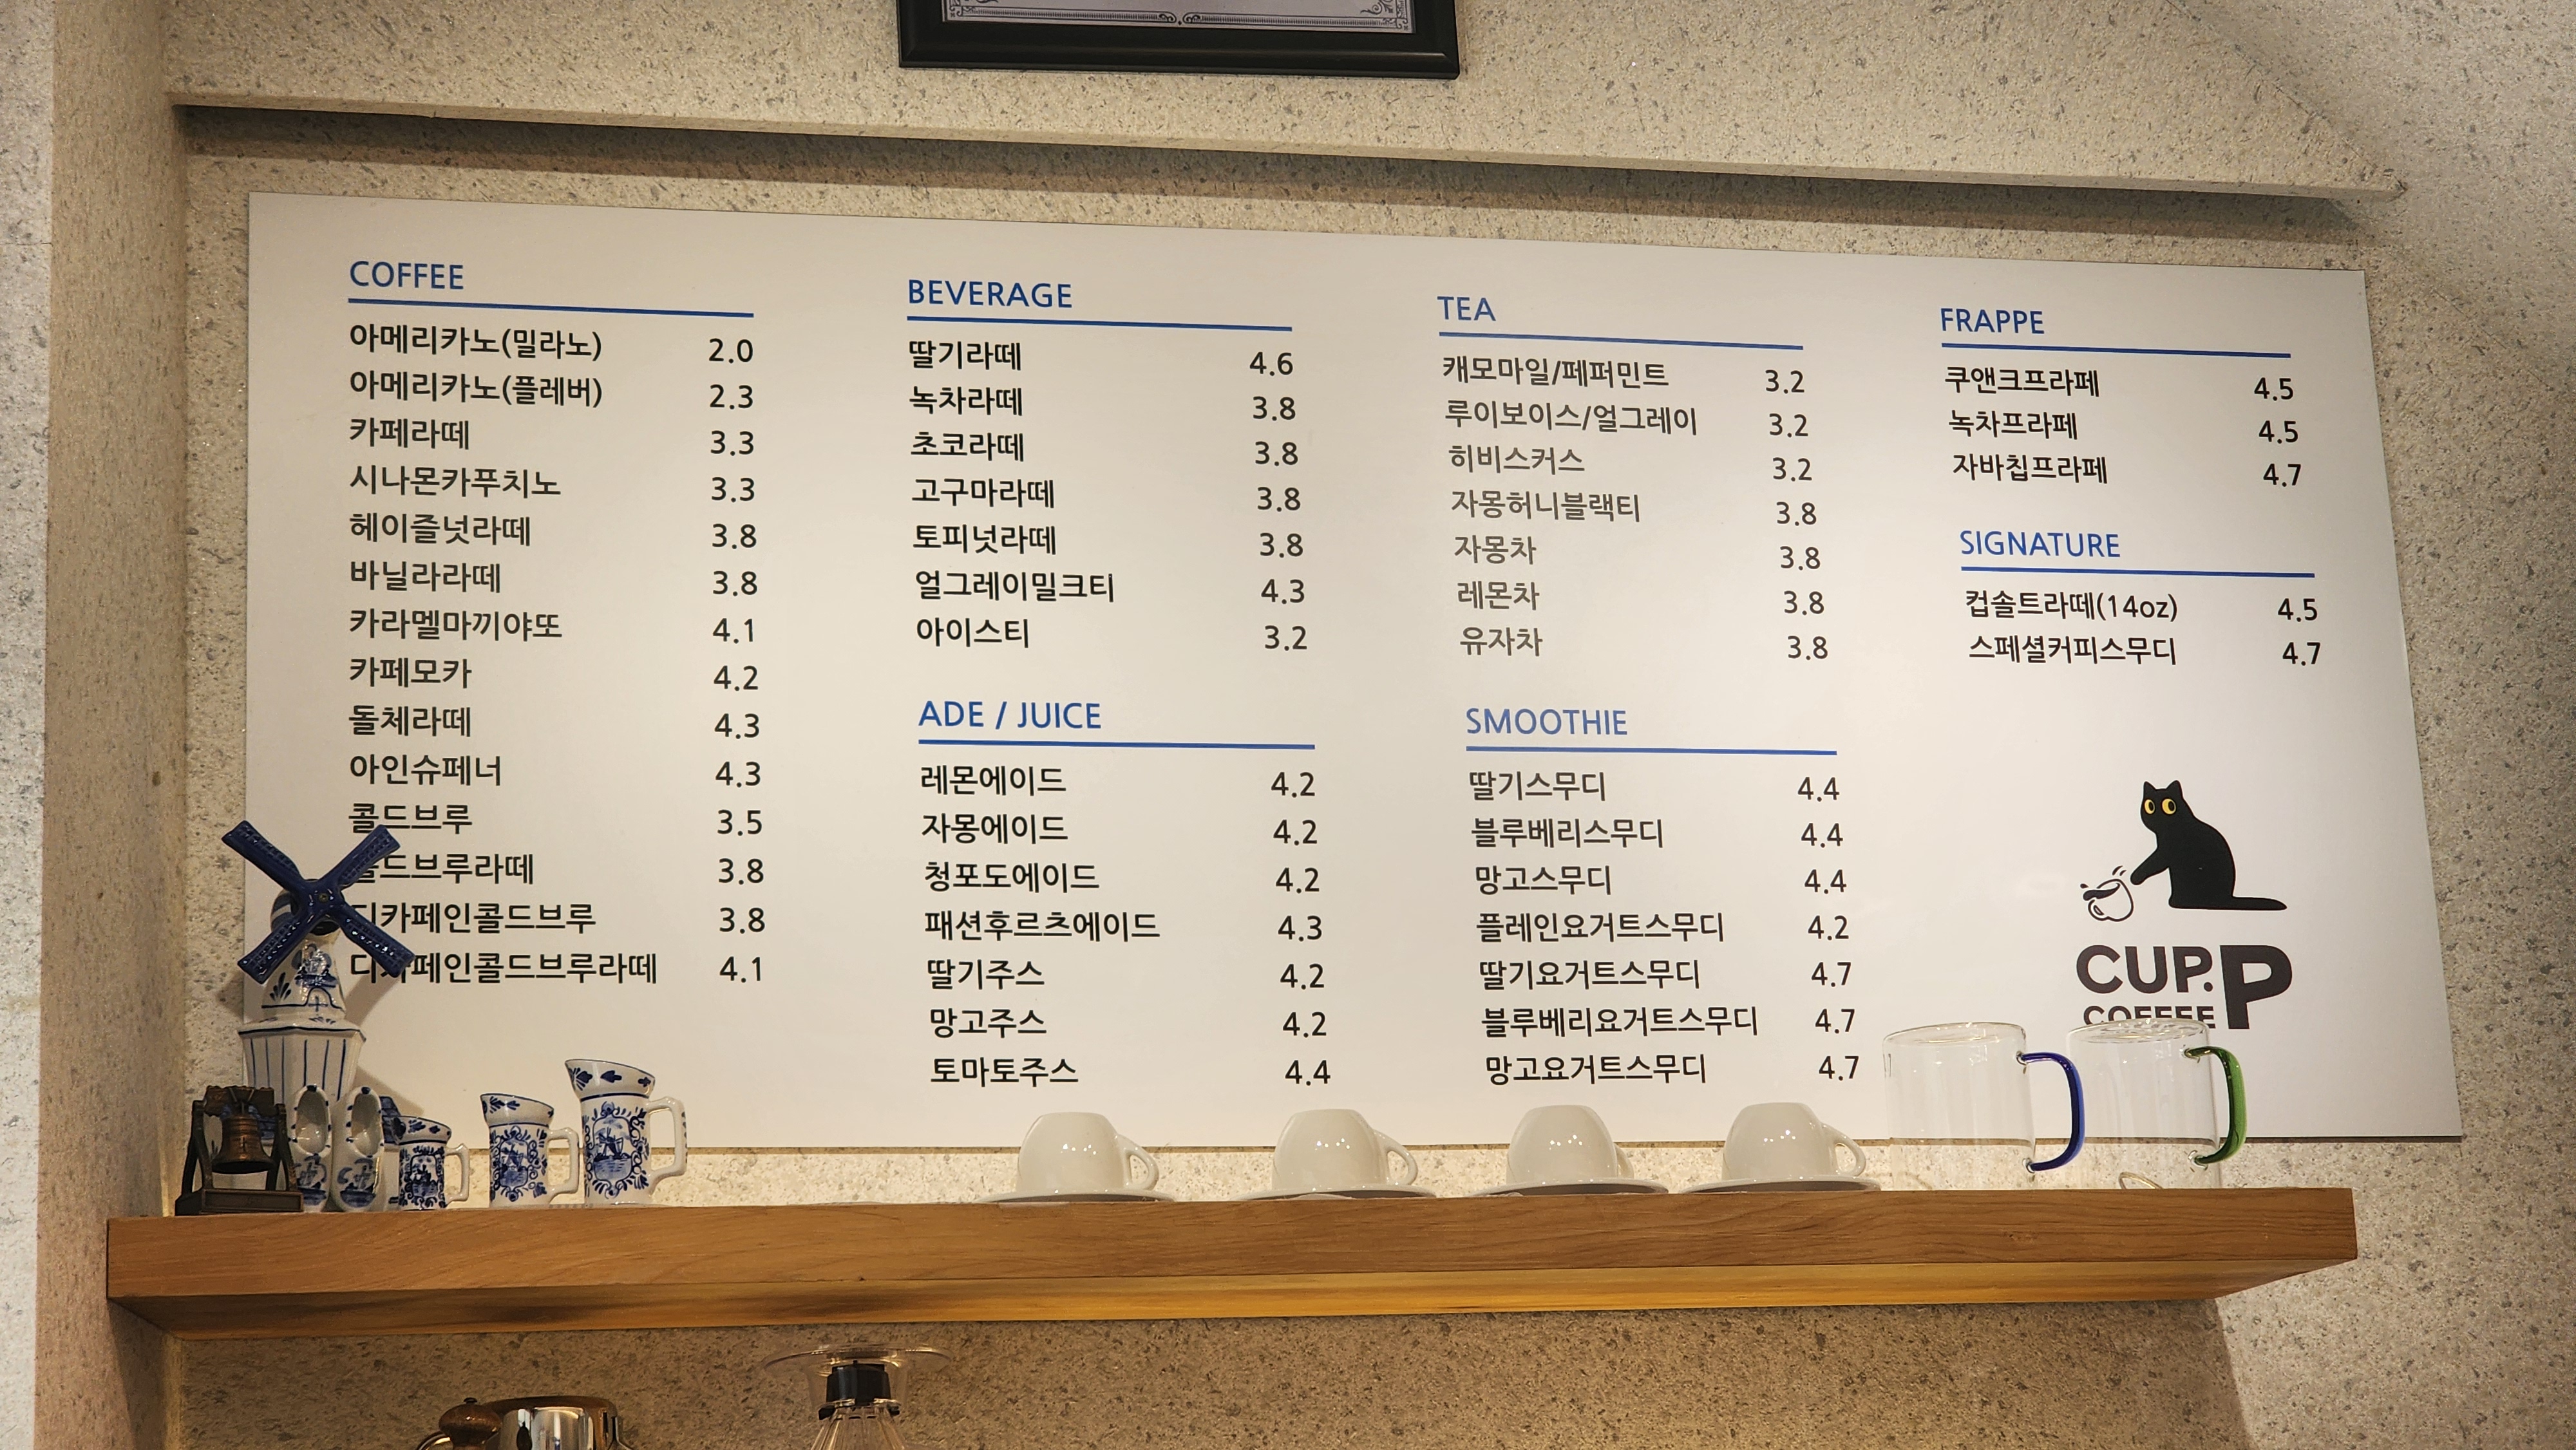 COFFEE
아메리카노(밀라노) 2.0
아메리카노(플레버) 2.3
카페라떼 3.3
시나몬카푸치노 3.3
헤이즐넛라떼 3.8
바닐라라떼 3.8
카라멜마끼야또 4.1
카페모카 4.2
돌체라떼 4.3
아인슈페너 4.3
콜드브루 3.5
콜드브루라떼 3.8
디카페인콜드브루 3.8
디카페인콜드브루라떼 4.1
BEVERAGE
딸기라떼 4.6
녹차라떼 3.8
초코라떼 3.8
고구마라떼 3.8
토피넛라떼 3.8
얼그레이밀크티 4.3
아이스티 3.2
ADE / JUICE
레몬에이드 4.2
자몽에이드 4.2
청포도에이드 4.2
패션후르츠에이드 4.3
딸기주스 4.2
망고주스 4.2
토마토주스 4.4
TEA
캐모마일/페퍼민트 3.2
루이보이스/얼그레이 3.2
히비스커스 3.2
자몽허니블랙티 3.8
자몽차 3.8
레몬차 3.8
유자차 3.8
SMOOTHIE
딸기스무디 4.4
블루베리스무디 4.4
망고스무디 4.4
플레인요거트스무디 4.2
딸기요거트스무디 4.7
블루베리요거트스무디 4.7
망고요거트스무디 4.7
FRAPPE
쿠앤크프라페 4.5
녹차프라페 4.5
자바칩프라페 4.7
SIGNATURE
컵솔트라떼(14oz) 4.5
스페셜커피스무디 4.7
CUP.P
COFFEE